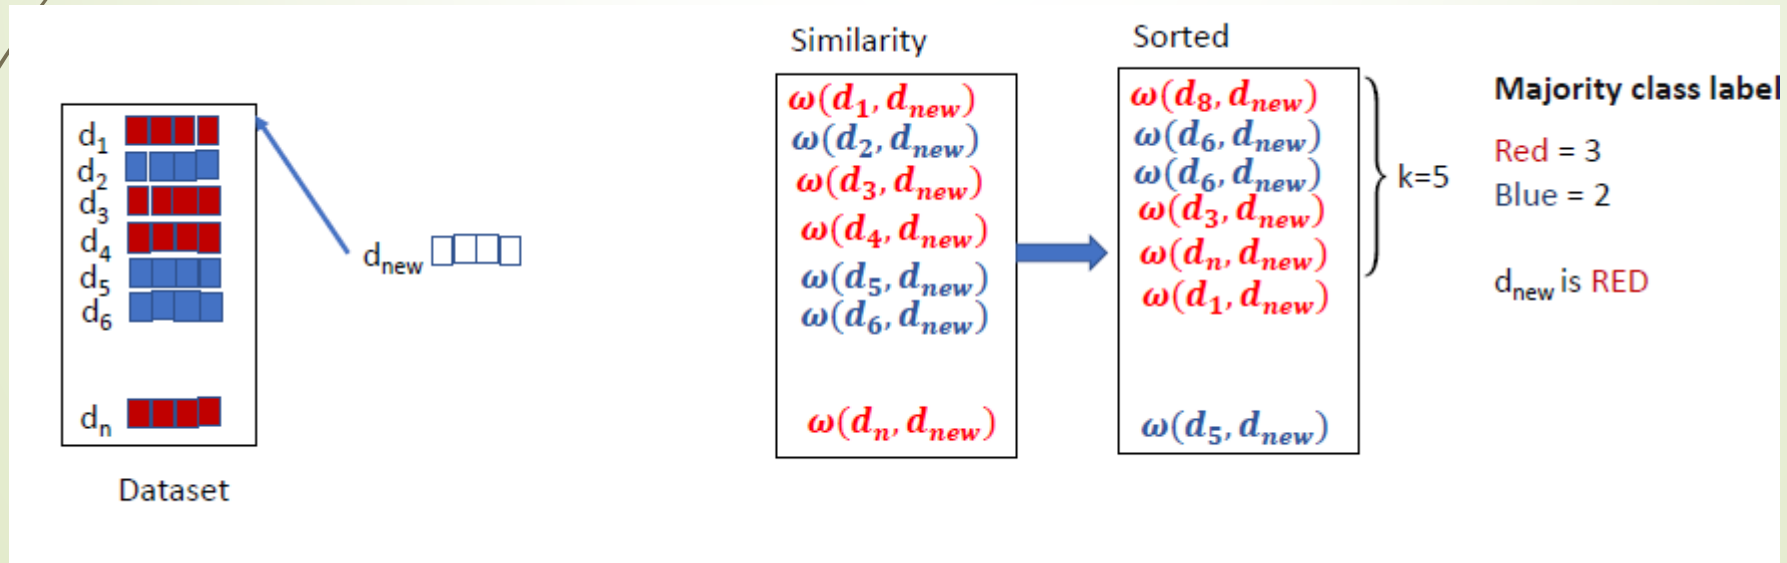 d1
d2
d3
d4
d5
d6
dn
Dataset
dnew
Similarity
ω(d1, dnew)
ω(d2, dnew)
ω(d3, dnew)
ω(d4, dnew)
ω(d5, dnew)
ω(d6, dnew)
ω(dn, dnew)
Sorted
ω(d8, dnew)
ω(d6, dnew)
ω(d6, dnew)
ω(d3, dnew)
ω(dn, dnew)
ω(d1, dnew)
ω(d5, dnew)
k=5
Majority class label
Red = 3
Blue = 2
dnew is RED